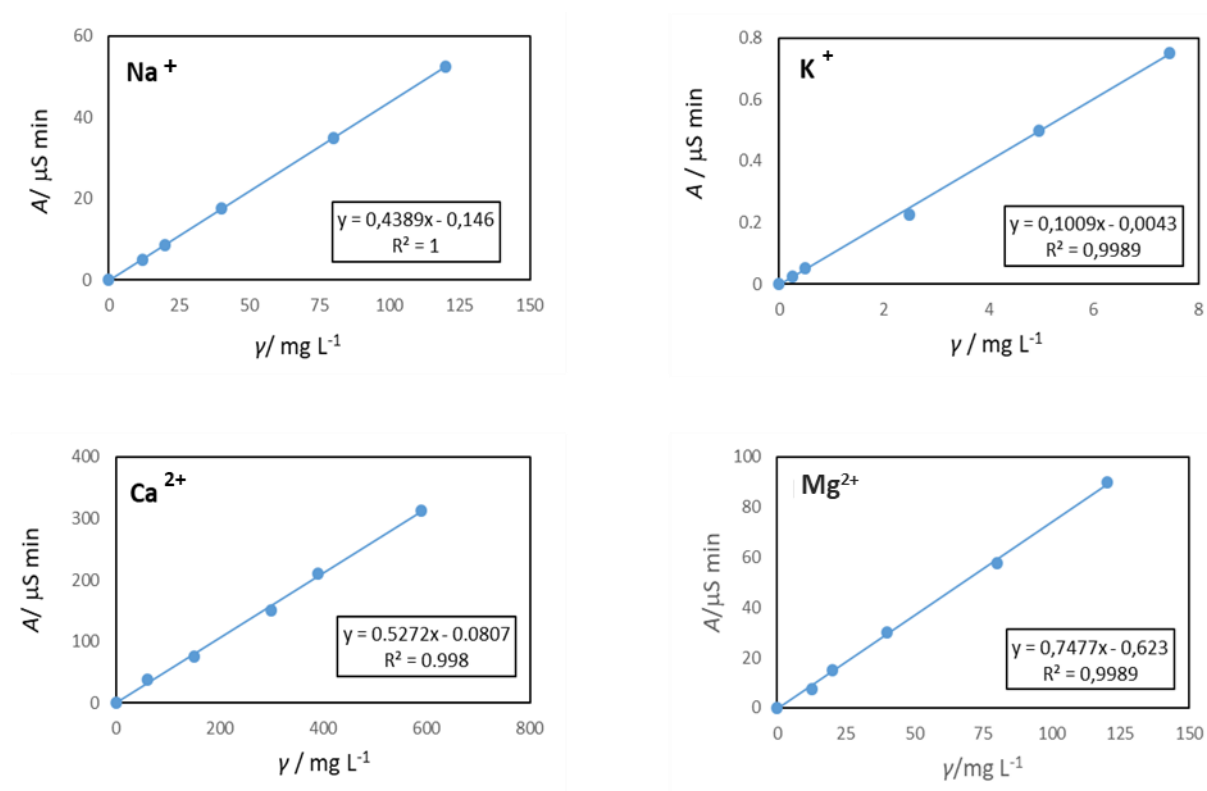 Na +
60
40
20
0
A/ µS min
y = 0,4389x - 0,146
R² = 1
0 25 50 75 100 125 150
γ/ mg L-1
K +
0.8
0.6
0.4
0.2
0
A / µS min
y = 0,1009x - 0,0043
R² = 0,9989
0 2 4 6 8
γ / mg L-1
Ca 2+
400
300
200
100
0
A/ µS min
y = 0.5272x - 0.0807
R² = 0.998
0 200 400 600 800
γ / mg L-1
Mg2+
100
80
60
40
20
0
A/µS min
y = 0,7477x - 0,623
R² = 0,9989
0 25 50 75 100 125 150
γ/mg L-1